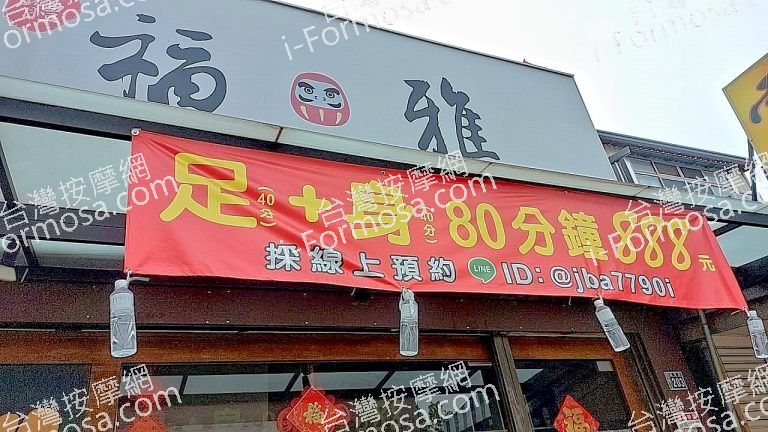 福雅
足(40分)+身(40分)80分鐘888元
採線上預約 LINE ID:@jba7790i
福
台灣按摩網
i-Formosa.com